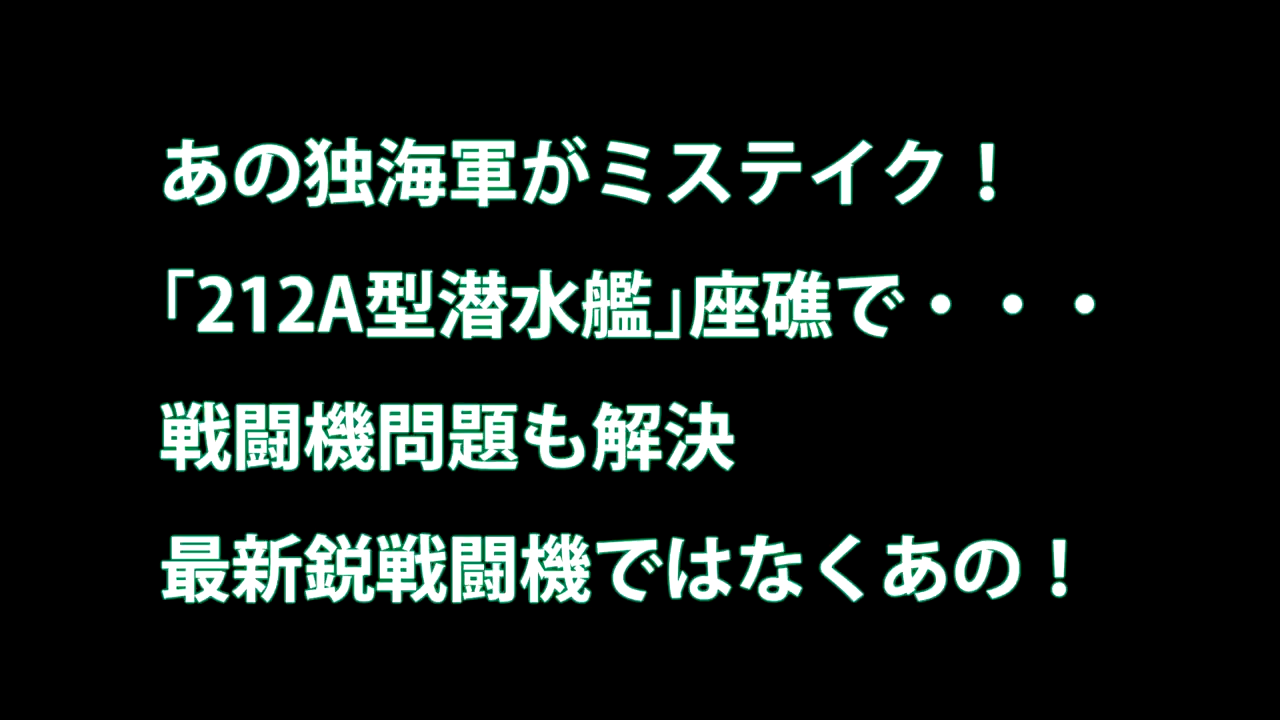 あの独海軍がミステイク！
「212A型潜水艦」座礁で・・・
戦闘機問題も解決
最新鋭戦闘機ではなくあの！